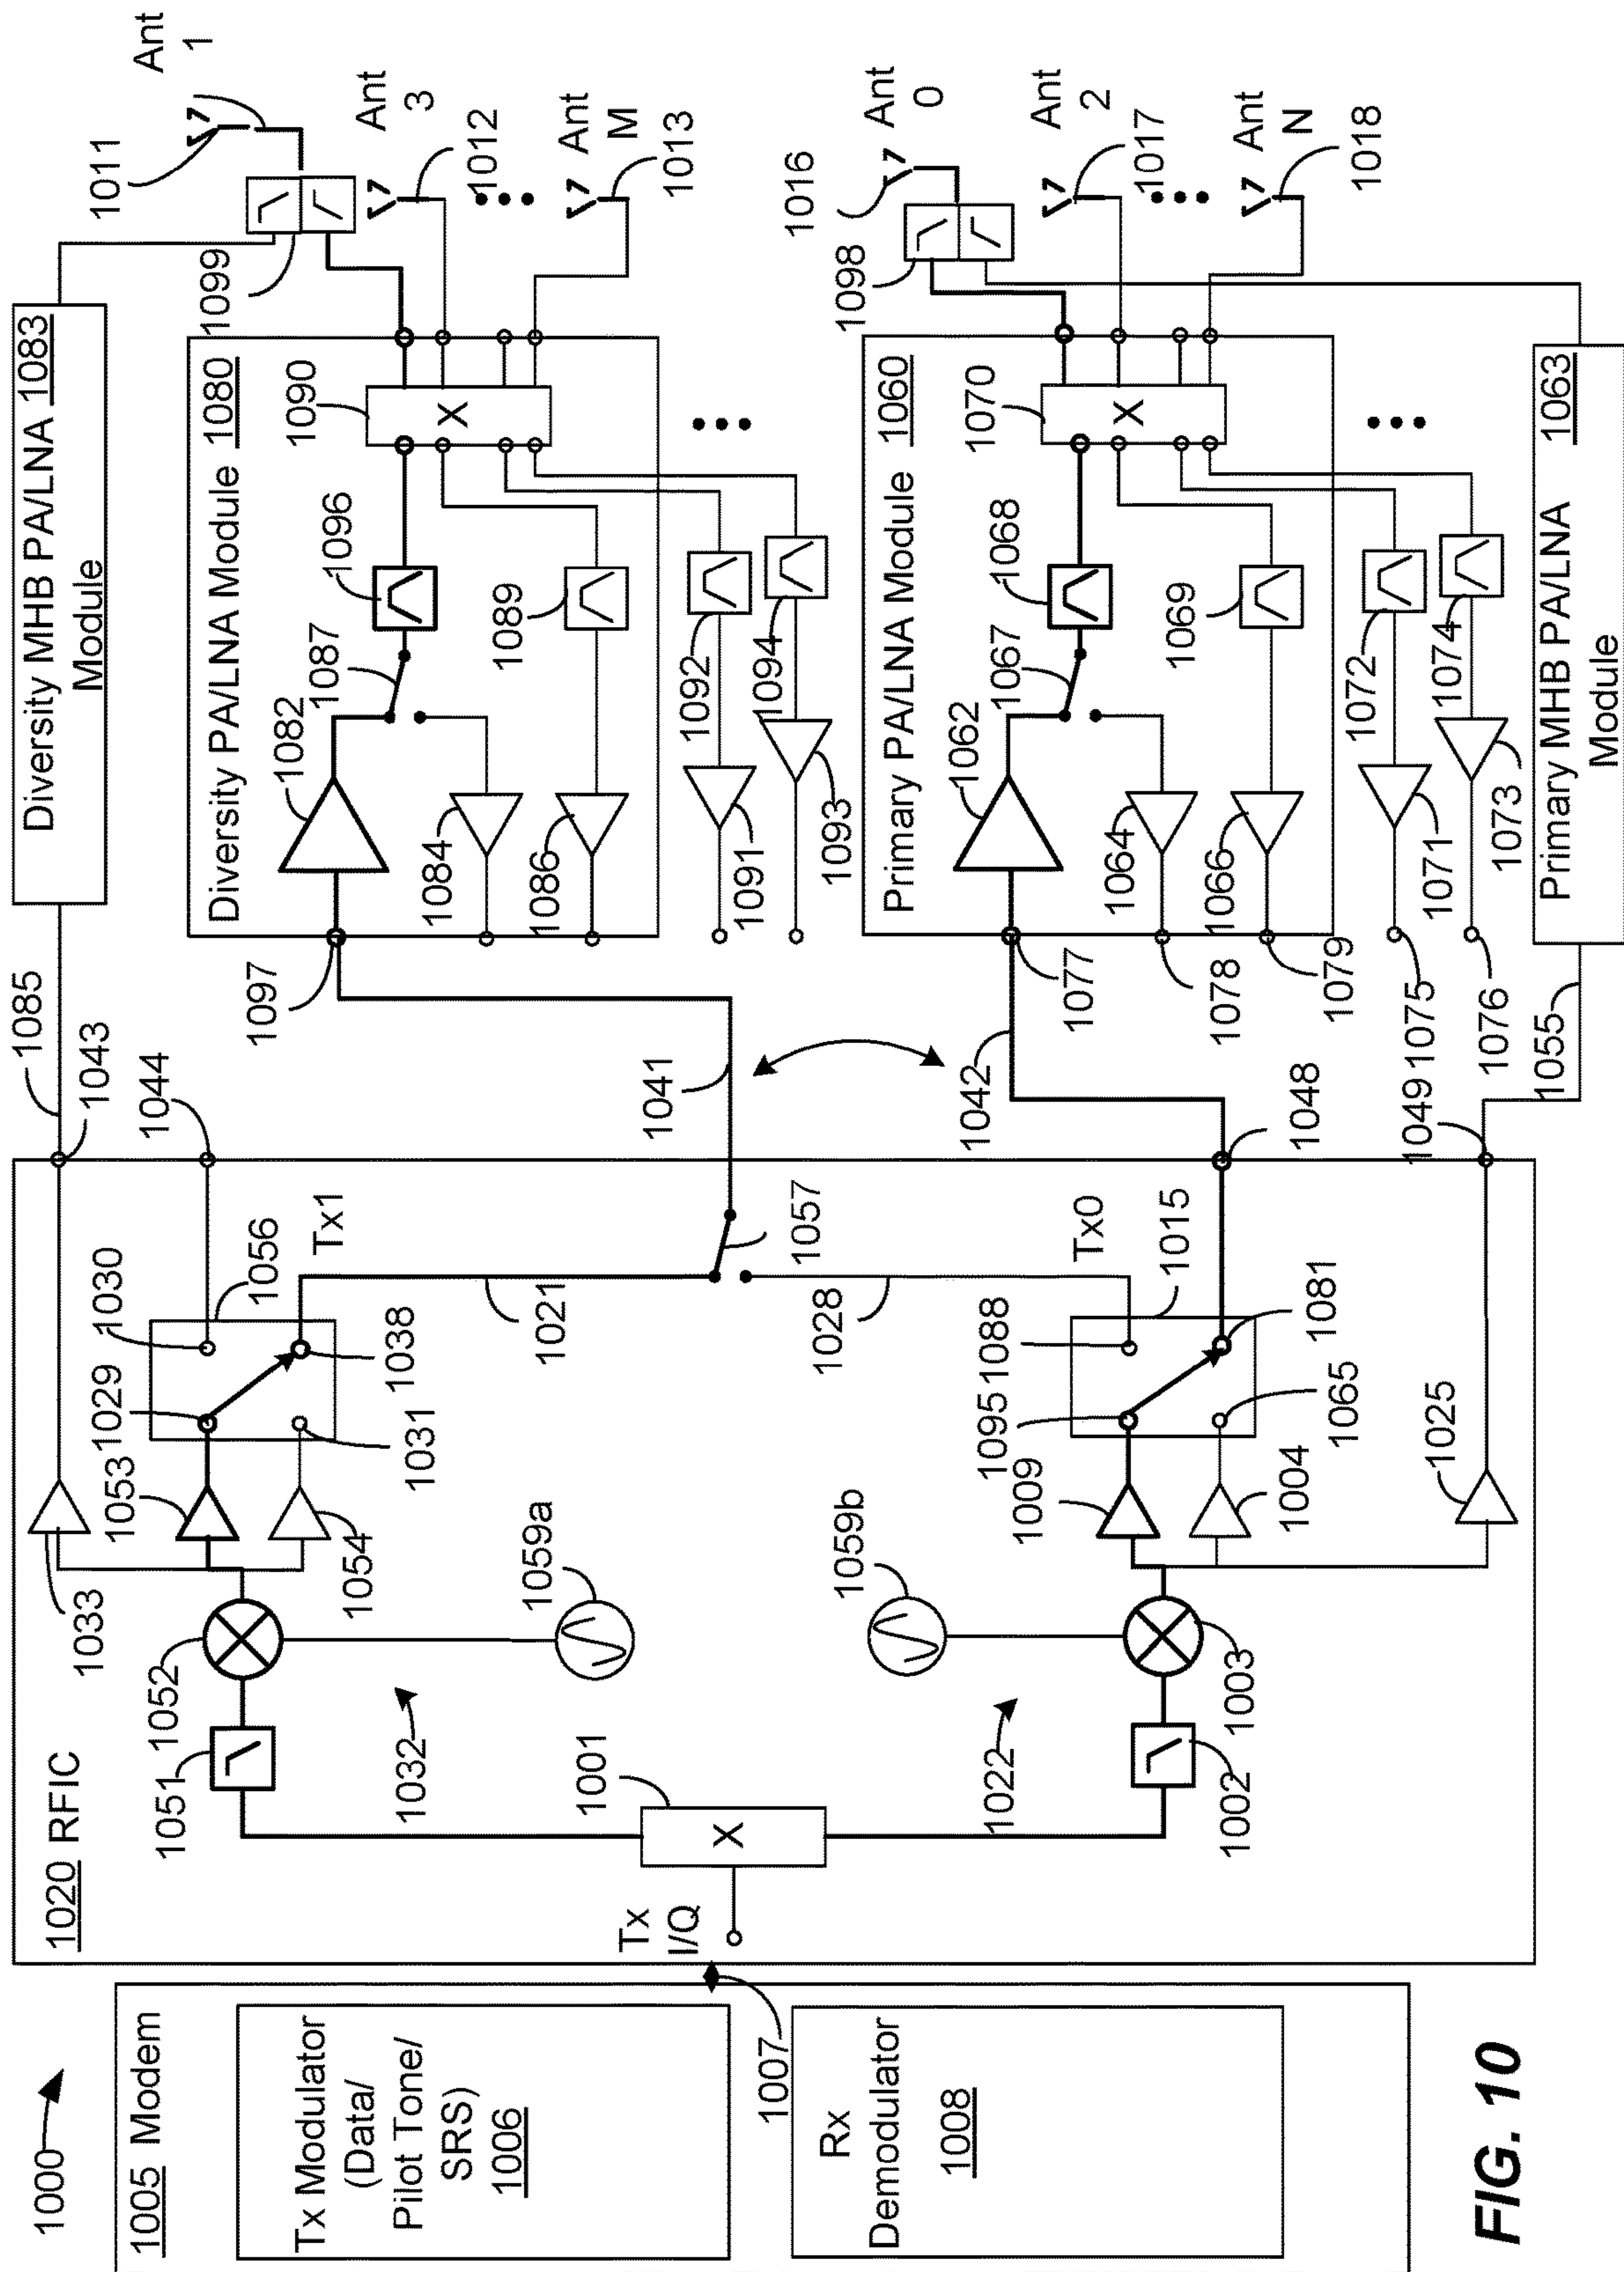 1000
1005 Modem
Tx Modulator
(Data/
Pilot Tone/
SRS)
1006
Rx
Demodulator
1008
1007
1020 RFIC
Tx
I/Q
1001
1051
1052
1032
1059a
1033
1053
1054
1029
1031
1030
1056
1038
Tx1
1021
1057
1028
Tx0
1002
1003
1022
1059b
1009
1004
1025
1095
1065
1088
1015
1081
1043
1044
1048
1049
1085
1041
1042
1055
Diversity MHB PA/LNA 1083
Module
Diversity PA/LNA Module 1080
1097
1082
1084
1086
1087
1096
1089
1090
X
1091
1092
1093
1094
1099
1011
Ant
1
Ant
3
1012
Ant
M
1013
Primary PA/LNA Module 1060
1077
1078
1079
1062
1064
1066
1067
1068
1069
1070
X
1071
1072
1073
1074
1075
1076
1098
1016
Ant
0
Ant
2
1017
Ant
N
1018
Primary MHB PA/LNA 1063
Module
X
FIG. 10